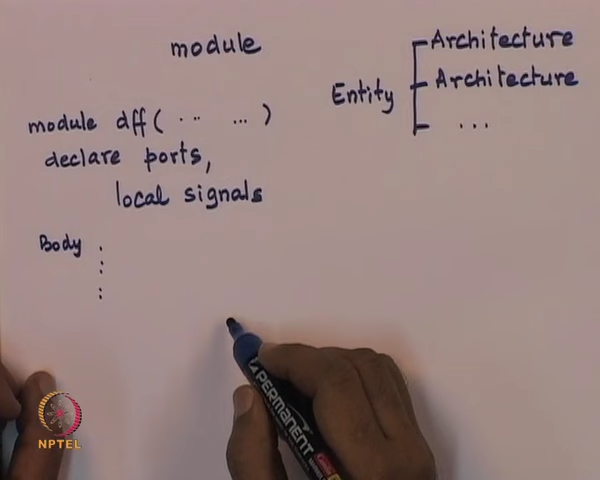 module
module dff( ... ... )
declare ports,
local signals
Body :
:
Entity
Architecture
Architecture
...
PERMANENT
NPTEL